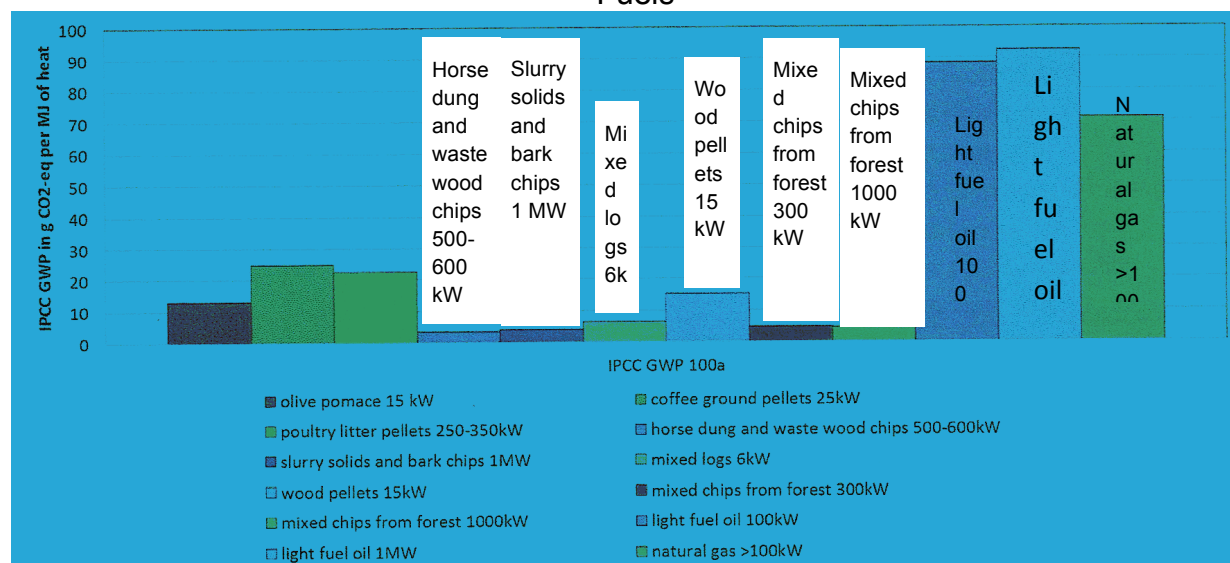 Fuels
IPCC GWP in g CO2-eq per MJ of heat
100
90
80
70
60
50
40
30
20
10
0
Horse
dung
and
waste
wood
chips
500-
600
kW
Slurry
solids
and
bark
chips
1 MW
Mi
xe
d
lo
gs
6k
Wo
od
pell
ets
15
kW
Mixe
d
chips
from
forest
300
kW
Mixed
chips
from
forest
1000
kW
Lig
ht
fue
l
oil
10
0
Li
gh
t
fu
el
oil
N
at
ur
al
ga
s
>1
00
IPCC GWP 100a
olive pomace 15 kW
coffee ground pellets 25kW
poultry litter pellets 250-350kW
horse dung and waste wood chips 500-600kW
slurry solids and bark chips 1MW
mixed logs 6kW
wood pellets 15kW
mixed chips from forest 300kW
mixed chips from forest 1000kW
light fuel oil 100kW
light fuel oil 1MW
natural gas >100kW